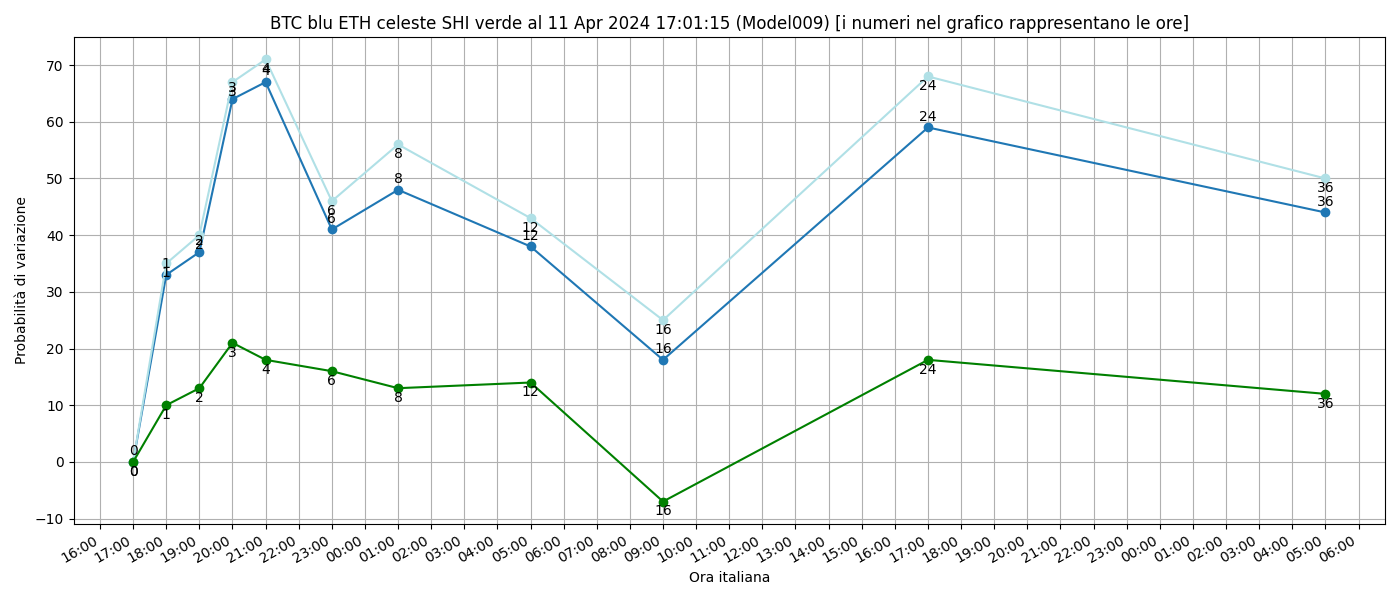 BTC blu ETH celeste SHI verde al 11 Apr 2024 17:01:15 (Model009) [i numeri nel grafico rappresentano le ore]
Probabilità di variazione
70
60
50
40
30
20
10
0
−10
0 1 2 3 4 6 8 12 16 24 36
0 1 2 3 4 6 8 12 16 24 36
0 1 2 3 4 6 8 12 16 24 36
16:00 17:00 18:00 19:00 20:00 21:00 22:00 23:00 00:00 01:00 02:00 03:00 04:00 05:00 06:00 07:00 08:00 09:00 10:00 11:00 12:00 13:00 14:00 15:00 16:00 17:00 18:00 19:00 20:00 21:00 22:00 23:00 00:00 01:00 02:00 03:00 04:00 05:00 06:00
Ora italiana